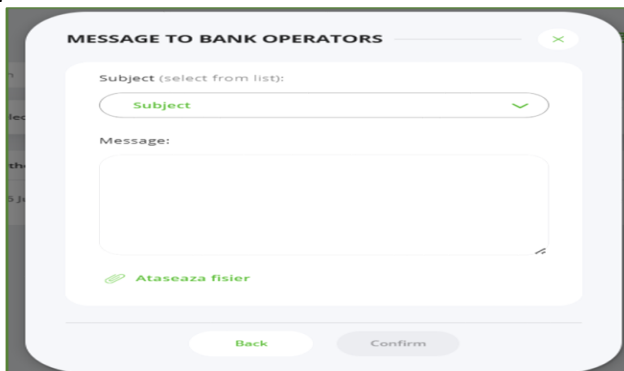 MESSAGE TO BANK OPERATORS
Subject (select from list):
Subject
Message:
Ataseaza fisier
Back
Confirm